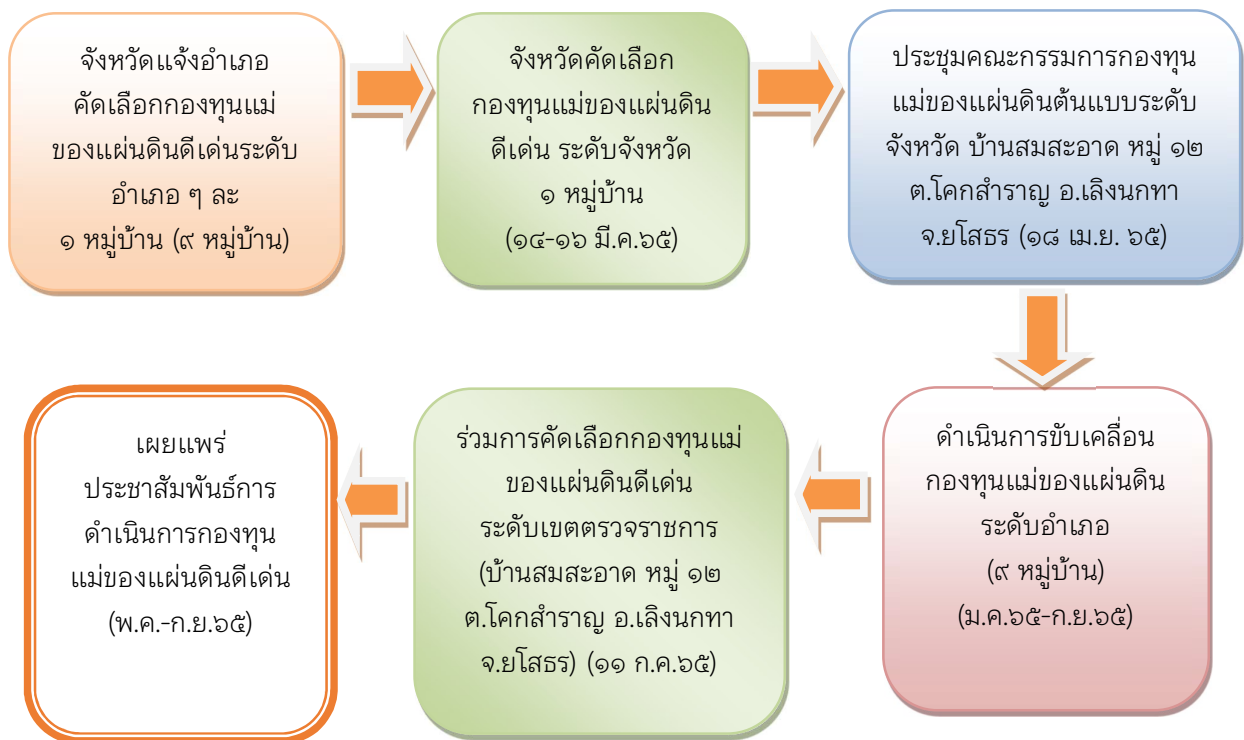 จังหวัดแจ้งอำเภอ
คัดเลือกกองทุนแม่
ของแผ่นดินดีเด่นระดับ
อำเภอ ๆ ละ
๑ หมู่บ้าน (๙ หมู่บ้าน)
จังหวัดคัดเลือก
กองทุนแม่ของแผ่นดิน
ดีเด่น ระดับจังหวัด
๑ หมู่บ้าน
(๑๔-๑๖ มี.ค.๖๕)
ประชุมคณะกรรมการกองทุน
แม่ของแผ่นดินต้นแบบระดับ
จังหวัด บ้านสมสะอาด หมู่ ๑๒
ต.โคกสำราญ อ.เลิงนกทา
จ.ยโสธร (๑๘ เม.ย. ๖๕)
ดำเนินการขับเคลื่อน
กองทุนแม่ของแผ่นดิน
ระดับอำเภอ
(๙ หมู่บ้าน)
(ม.ค.๖๕-ก.ย.๖๕)
ร่วมการคัดเลือกกองทุนแม่
ของแผ่นดินดีเด่น
ระดับเขตตรวจราชการ
(บ้านสมสะอาด หมู่ ๑๒
ต.โคกสำราญ อ.เลิงนกทา
จ.ยโสธร) (๑๑ ก.ค.๖๕)
เผยแพร่
ประชาสัมพันธ์การ
ดำเนินการกองทุน
แม่ของแผ่นดินดีเด่น
(พ.ค.-ก.ย.๖๕)